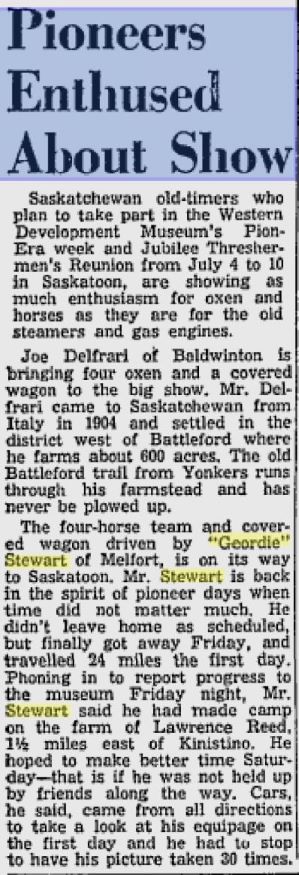 Pioneers
Enthused
About Show
Saskatchewan old-timers who
plan to take part in the Western
Development Museum's Pion-
Era week and Jubilee Thresher-
men's Reunion from July 4 to 10
in Saskatoon, are showing as
much enthusiasm for oxen and
horses as they are for the old
steamers and gas engines.
Joe Delfrari of Baldwinton is
bringing four oxen and a covered
wagon to the big show. Mr. Del-
frari came to Saskatchewan from
Italy in 1904 and settled in the
district west of Battleford where
he farms about 600 acres. The old
Battleford trail from Yonkers runs
through his farmstead and has
never be plowed up.
The four-horse team and cover-
ed wagon driven by "Geordie"
Stewart of Melfort, is on its way
to Saskatoon. Mr. Stewart is back
in the spirit of pioneer days when
time did not matter much. He
didn't leave home as scheduled,
but finally got away Friday, and
travelled 24 miles the first day.
Phoning in to report progress to
the museum Friday night, Mr.
Stewart said he had made camp
on the farm of Lawrence Reed,
1½ miles east of Kinistino. He
hoped to make better time Satur-
day—that is if he was not held up
by friends along the way. Cars,
he said, came from all directions
to take a look at his equipage on
the first day and he had to stop
to have his picture taken 30 times.